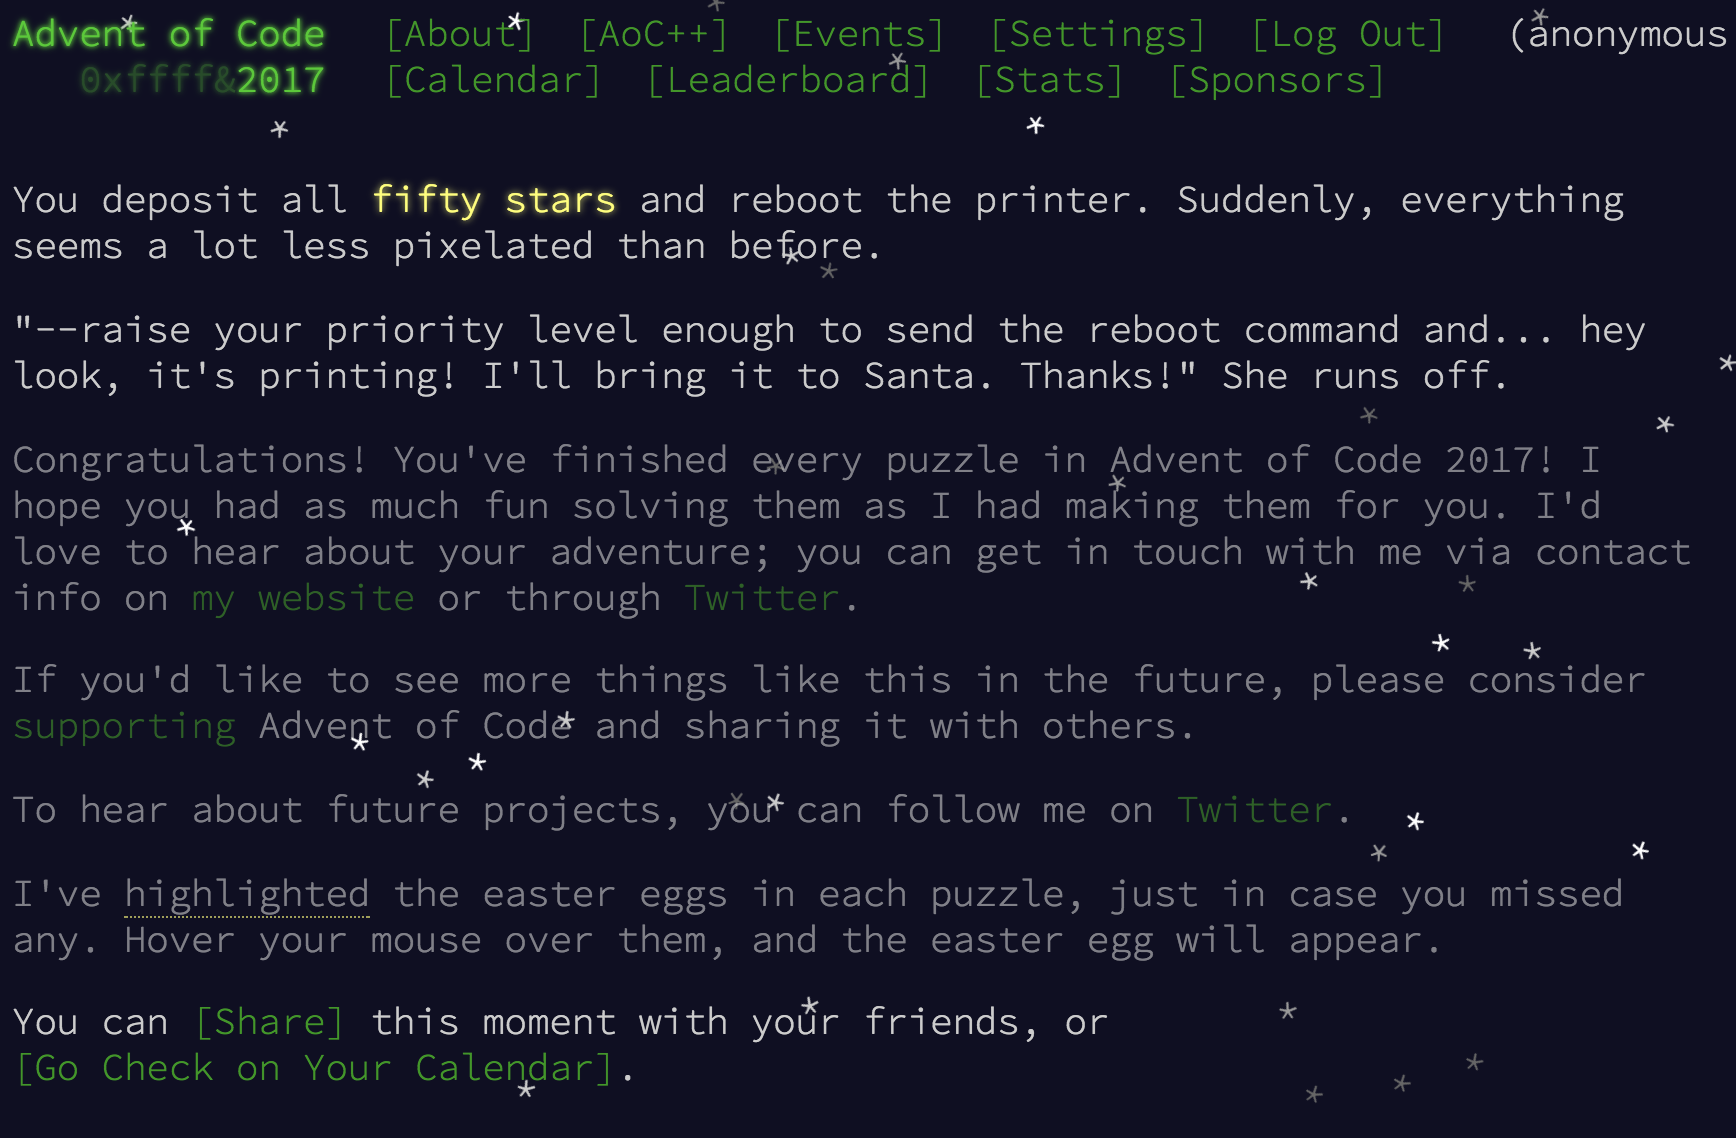 Advent of Code [About] [AoC++] [Events] [Settings] [Log Out] (anonymous
0xffff&2017 [Calendar] [Leaderboard] [Stats] [Sponsors]
You deposit all fifty stars and reboot the printer. Suddenly, everything
seems a lot less pixelated than before.
"--raise your priority level enough to send the reboot command and... hey
look, it's printing! I'll bring it to Santa. Thanks!" She runs off.
Congratulations! You've finished every puzzle in Advent of Code 2017! I
hope you had as much fun solving them as I had making them for you. I'd
love to hear about your adventure; you can get in touch with me via contact
info on my website or through Twitter.
If you'd like to see more things like this in the future, please consider
supporting Advent of Code and sharing it with others.
To hear about future projects, you can follow me on Twitter.
I've highlighted the easter eggs in each puzzle, just in case you missed
any. Hover your mouse over them, and the easter egg will appear.
You can [Share] this moment with your friends, or
[Go Check on Your Calendar].